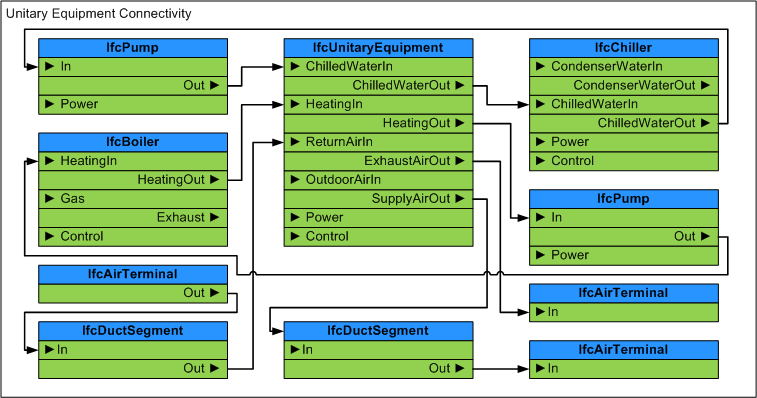 Unitary Equipment Connectivity
IfcPump
In
Out
Power
IfcBoiler
HeatingIn
HeatingOut
Gas
Exhaust
Control
IfcAirTerminal
Out
IfcDuctSegment
In
Out
IfcUnitaryEquipment
ChilledWaterIn
ChilledWaterOut
HeatingIn
HeatingOut
ReturnAirIn
ExhaustAirOut
OutdoorAirIn
SupplyAirOut
Power
Control
IfcDuctSegment
In
Out
IfcChiller
CondenserWaterIn
CondenserWaterOut
ChilledWaterIn
ChilledWaterOut
Power
Control
IfcPump
In
Out
Power
IfcAirTerminal
In
IfcAirTerminal
In